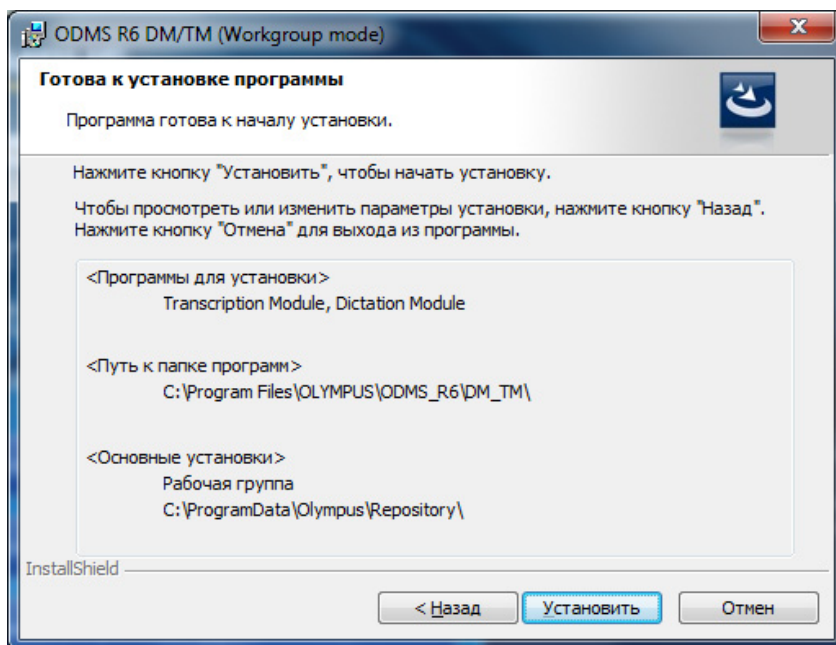 ODMS R6 DM/TM (Workgroup mode)
Готова к установке программы
Программа готова к началу установки.
Нажмите кнопку "Установить", чтобы начать установку.
Чтобы просмотреть или изменить параметры установки, нажмите кнопку "Назад".
Нажмите кнопку "Отмена" для выхода из программы.
<Программы для установки>
Transcription Module, Dictation Module
<Путь к папке программ>
C:\Program Files\OLYMPUS\ODMS_R6\DM_TM\
<Основные установки>
Рабочая группа
C:\ProgramData\Olympus\Repository\
InstallShield
< Назад Установить Отмен